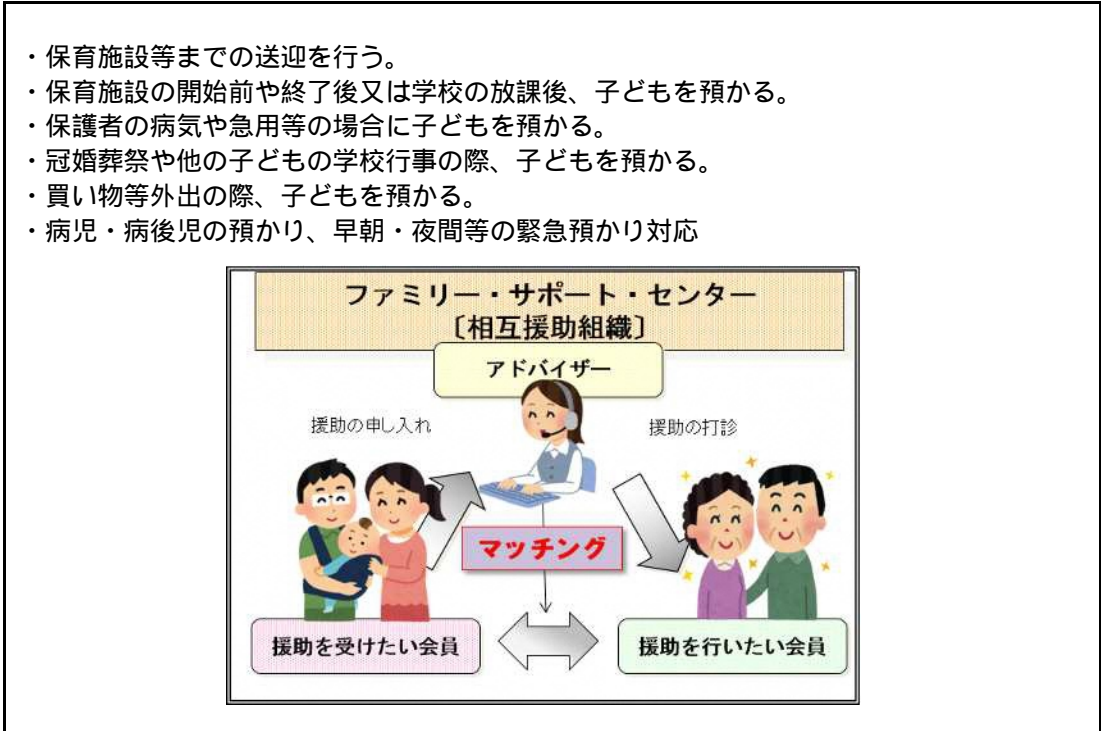 ・保育施設等までの送迎を行う。
・保育施設の開始前や終了後又は学校の放課後、子どもを預かる。
・保護者の病気や急用等の場合に子どもを預かる。
・冠婚葬祭や他の子どもの学校行事の際、子どもを預かる。
・買い物等外出の際、子どもを預かる。
・病児・病後児の預かり、早朝・夜間等の緊急預かり対応
ファミリー・サポート・センター
〔相互援助組織〕
アドバイザー
援助の申し入れ
援助の打診
マッチング
援助を受けたい会員
援助を行いたい会員